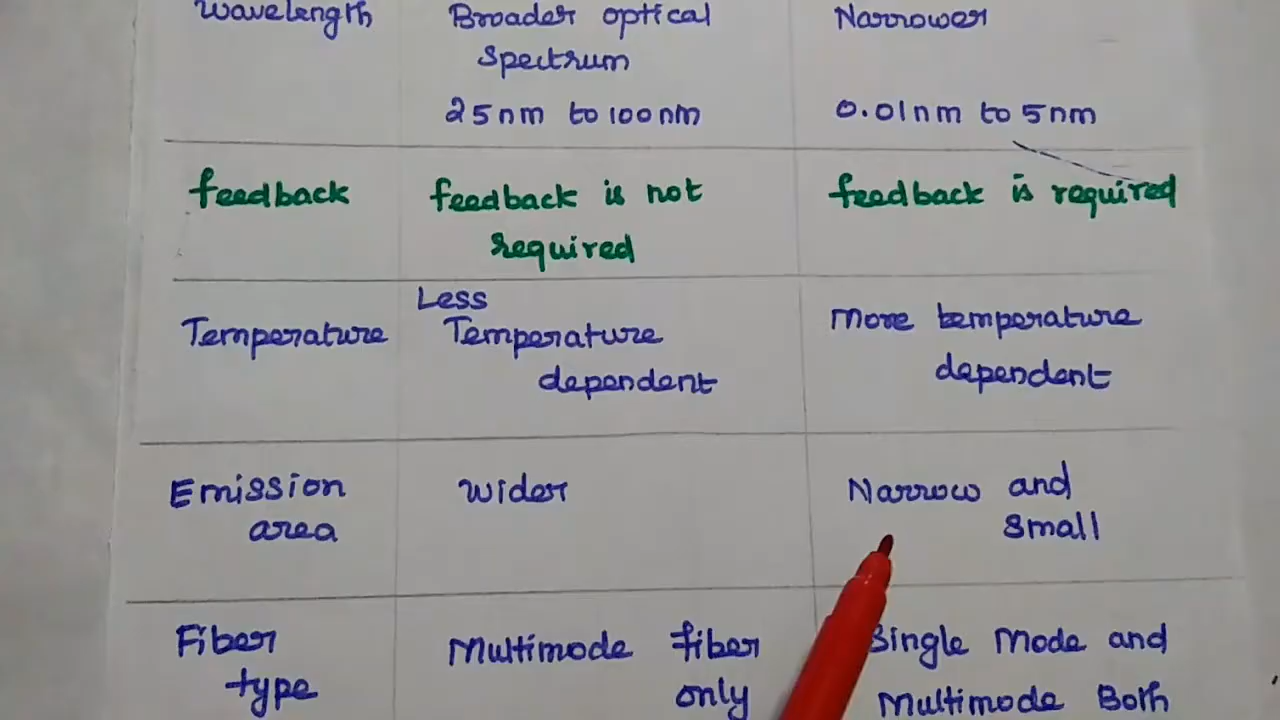 Wavelength
Broader optical
Spectrum
25nm to 100nm
Narrower
0.01nm to 5nm
feedback
feedback is not
required
feedback is required
Temperature
Less
Temperature
dependent
More temperature
dependent
Emission
area
Wider
Narrow and
Small
Fiber
type
Multimode fiber
only
Single Mode and
Multimode Both